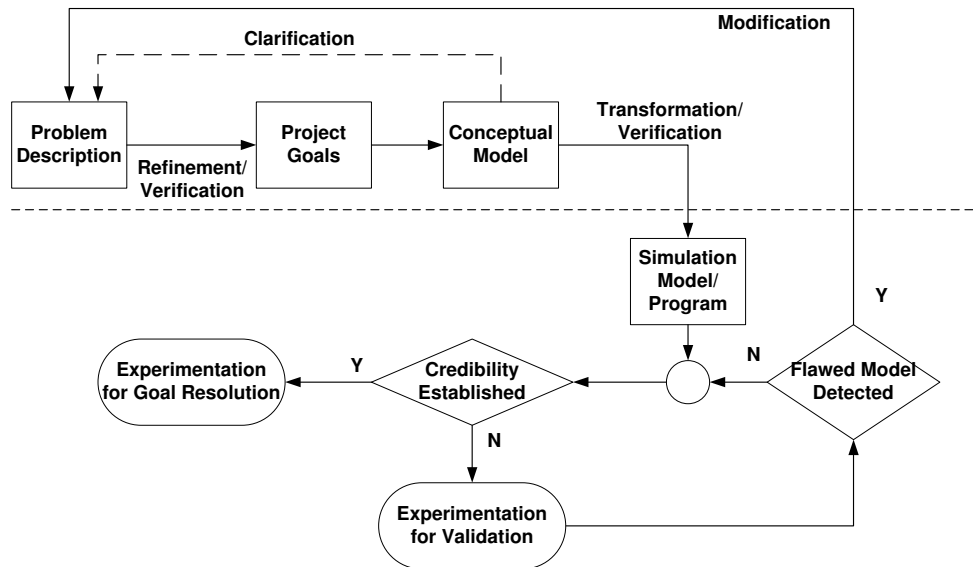 Modification
Clarification
Problem
Description
Refinement/
Verification
Project
Goals
Conceptual
Model
Transformation/
Verification
Simulation
Model/
Program
Y
Flawed Model
Detected
N
Credibility
Established
Y
Experimentation
for Goal Resolution
N
Experimentation
for Validation